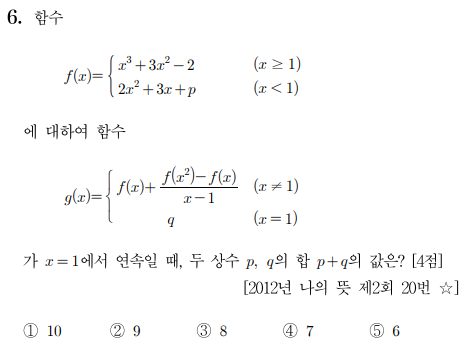 6. 함수
f(x)= { x³+3x²−2 (x≥1)
2x²+3x+p (x<1)
에 대하여 함수
g(x)= { f(x)+ \frac{f(x²)−f(x)}{x−1} (x≠1)
q (x=1)
가 x=1에서 연속일 때, 두 상수 p, q의 합 p+q의 값은? [4점]
[2012년 나의 뜻 제2회 20번 ☆]
① 10 ② 9 ③ 8 ④ 7 ⑤ 6